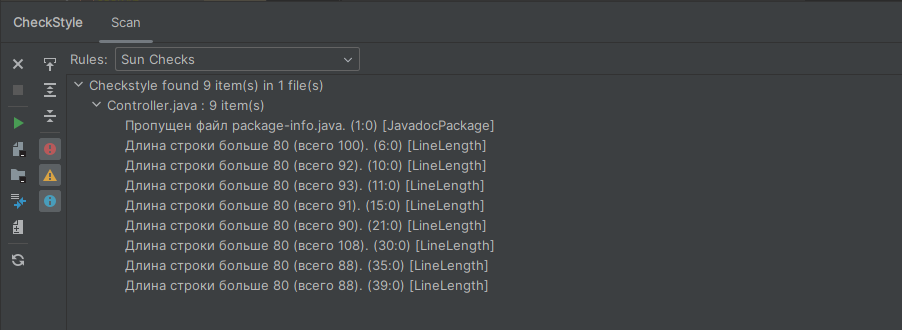 CheckStyle Scan
Rules: Sun Checks
Checkstyle found 9 item(s) in 1 file(s)
Controller.java : 9 item(s)
Пропущен файл package-info.java. (1:0) [JavadocPackage]
Длина строки больше 80 (всего 100). (6:0) [LineLength]
Длина строки больше 80 (всего 92). (10:0) [LineLength]
Длина строки больше 80 (всего 93). (11:0) [LineLength]
Длина строки больше 80 (всего 91). (15:0) [LineLength]
Длина строки больше 80 (всего 90). (21:0) [LineLength]
Длина строки больше 80 (всего 108). (30:0) [LineLength]
Длина строки больше 80 (всего 88). (35:0) [LineLength]
Длина строки больше 80 (всего 88). (39:0) [LineLength]